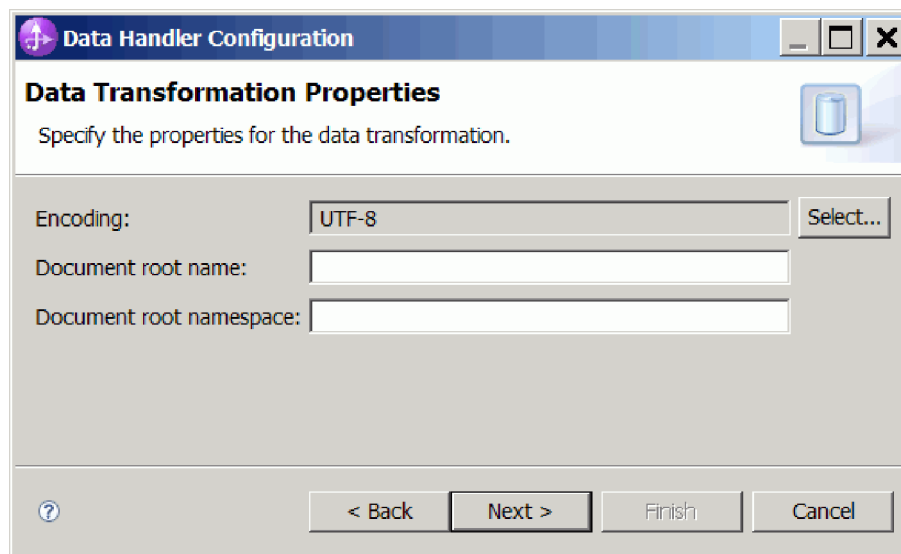 Data Handler Configuration
Data Transformation Properties
Specify the properties for the data transformation.
Encoding: UTF-8 Select...
Document root name:
Document root namespace:
? < Back Next > Finish Cancel